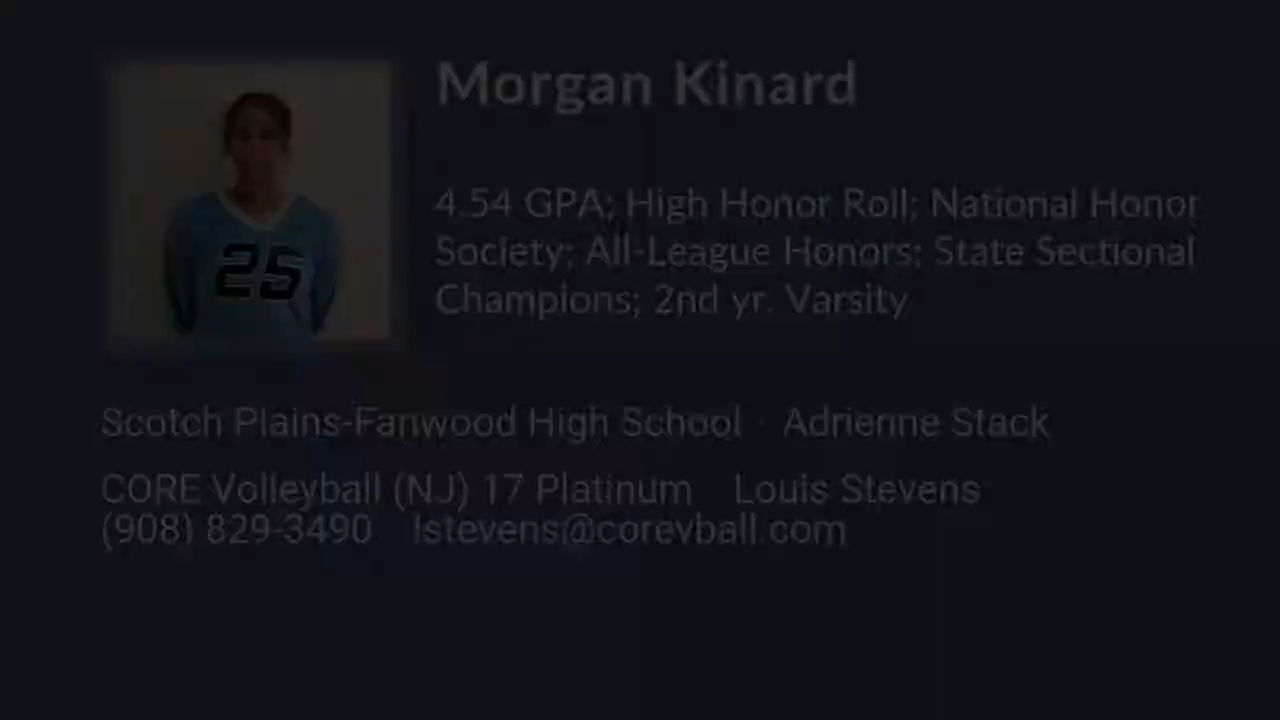 Morgan Kinard
25
4.54 GPA; High Honor Roll; National Honor
Society; All-League Honors; State Sectional
Champions; 2nd yr. Varsity
Scotch Plains-Fanwood High School · Adrienne Stack
CORE Volleyball (NJ) 17 Platinum Louis Stevens
(908) 829-3490 lstevens@corevball.com